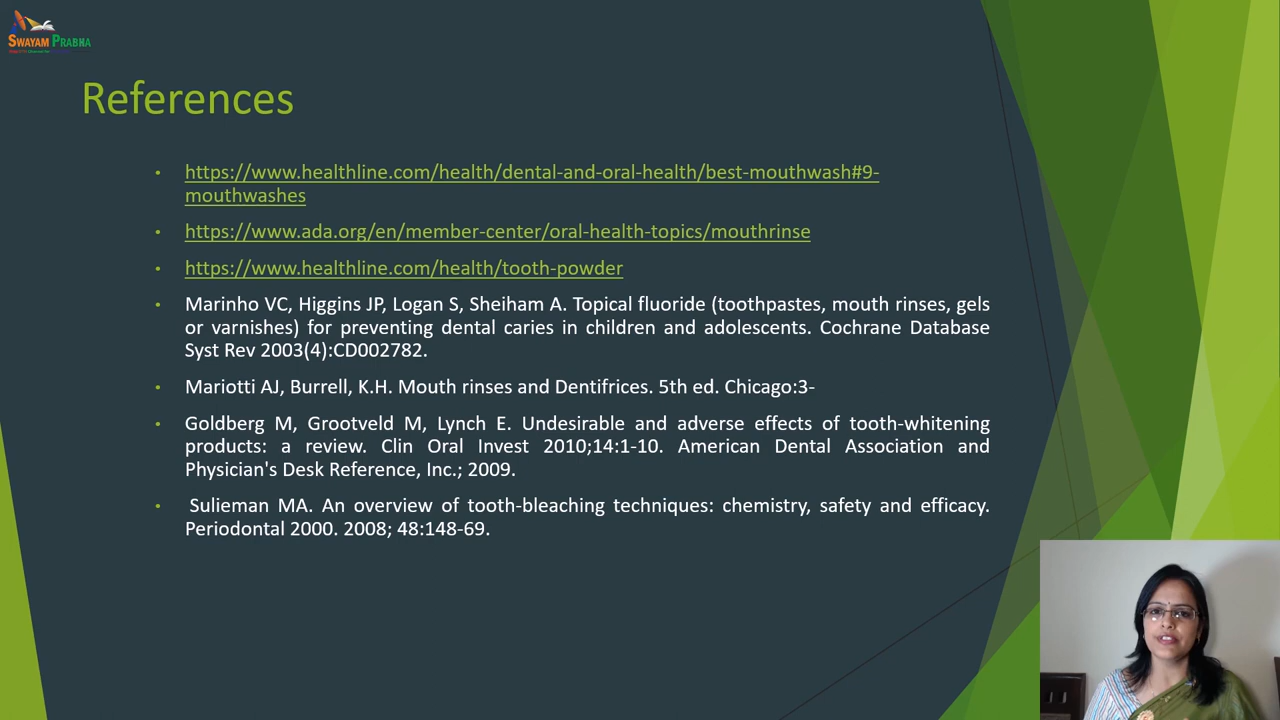 SWAYAM PRABHA
References
https://www.healthline.com/health/dental-and-oral-health/best-mouthwash#9-
mouthwashes
https://www.ada.org/en/member-center/oral-health-topics/mouthrinse
https://www.healthline.com/health/tooth-powder
Marinho VC, Higgins JP, Logan S, Sheiham A. Topical fluoride (toothpastes, mouth rinses, gels
or varnishes) for preventing dental caries in children and adolescents. Cochrane Database
Syst Rev 2003(4):CD002782.
Mariotti AJ, Burrell, K.H. Mouth rinses and Dentifrices. 5th ed. Chicago:3-
Goldberg M, Grootveld M, Lynch E. Undesirable and adverse effects of tooth-whitening
products: a review. Clin Oral Invest 2010;14:1-10. American Dental Association and
Physician's Desk Reference, Inc.; 2009.
Sulieman MA. An overview of tooth-bleaching techniques: chemistry, safety and efficacy.
Periodontal 2000. 2008; 48:148-69.